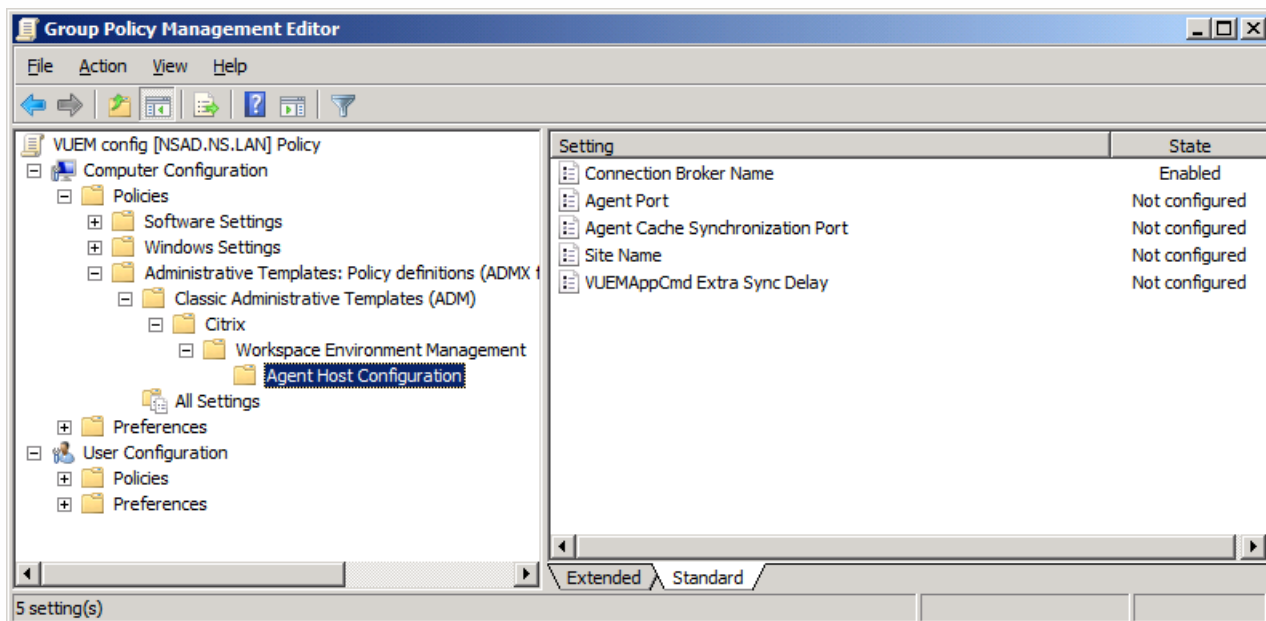 Group Policy Management Editor
File Action View Help
VUEM config [NSAD.NS.LAN] Policy
Computer Configuration
Policies
Software Settings
Windows Settings
Administrative Templates: Policy definitions (ADMX f
Classic Administrative Templates (ADM)
Citrix
Workspace Environment Management
Agent Host Configuration
All Settings
Preferences
User Configuration
Policies
Preferences
Setting State
Connection Broker Name Enabled
Agent Port Not configured
Agent Cache Synchronization Port Not configured
Site Name Not configured
VUEMAppCmd Extra Sync Delay Not configured
Extended Standard
5 setting(s)